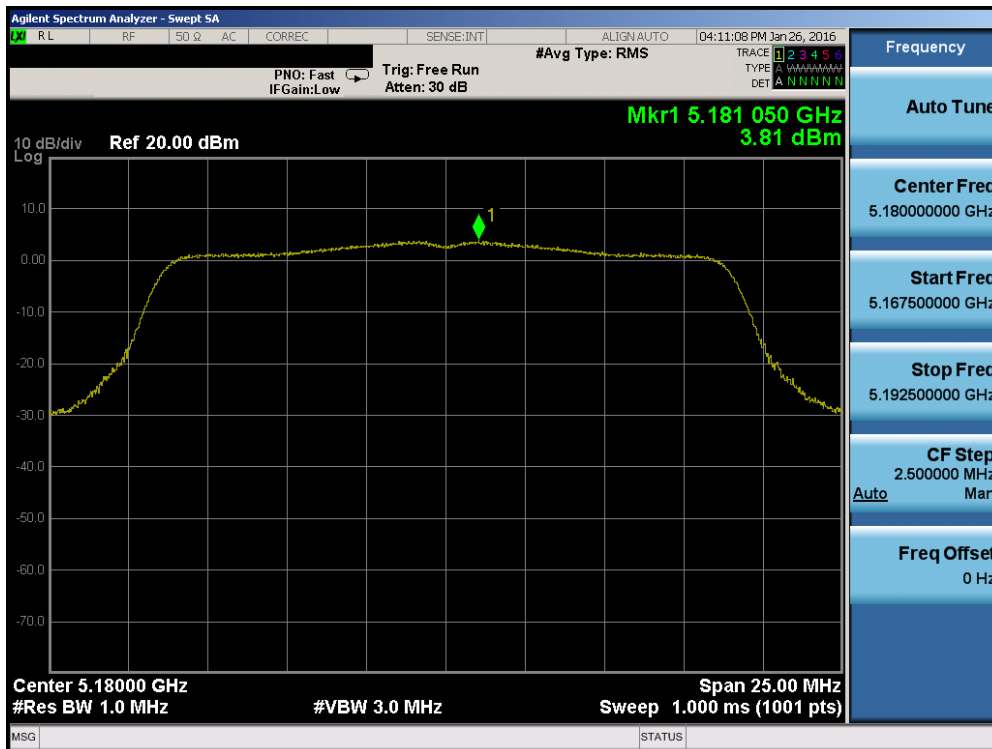 Agilent Spectrum Analyzer - Swept SA
LXI RL RF 50 Ω AC CORREC SENSE:INT ALIGN AUTO 04:11:08 PM Jan 26, 2016
#Avg Type: RMS
TRACE 1 2 3 4 5 6
PNO: Fast Trig: Free Run
TYPE A WWWWW
IFGain:Low Atten: 30 dB
DET A N N N N N
Mkr1 5.181 050 GHz
3.81 dBm
10 dB/div Ref 20.00 dBm
Log
1
10.0
0.00
-10.0
-20.0
-30.0
-40.0
-50.0
-60.0
-70.0
Center 5.18000 GHz Span 25.00 MHz
#Res BW 1.0 MHz #VBW 3.0 MHz Sweep 1.000 ms (1001 pts)
MSG STATUS
Frequency
Auto Tune
Center Freq
5.180000000 GHz
Start Freq
5.167500000 GHz
Stop Freq
5.192500000 GHz
CF Step
2.500000 MHz
Auto Man
Freq Offset
0 Hz